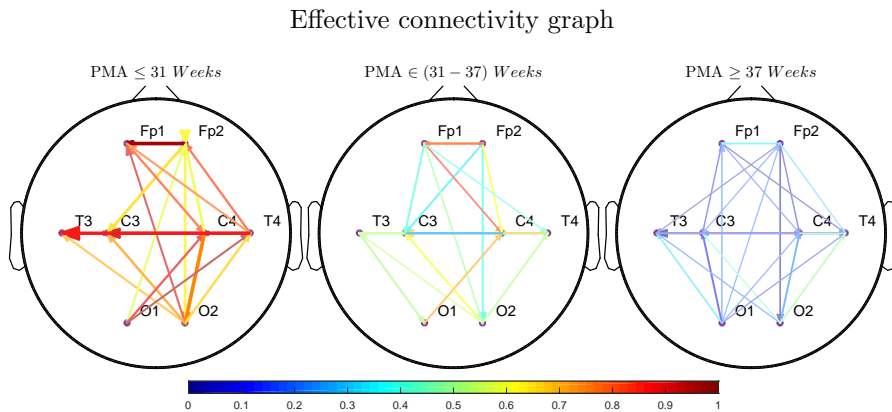 Effective connectivity graph
PMA ≤ 31 Weeks
PMA ∈ (31 − 37) Weeks
PMA ≥ 37 Weeks
Fp1 Fp2
T3 C3 C4 T4
O1 O2
Fp1 Fp2
T3 C3 C4 T4
O1 O2
Fp1 Fp2
T3 C3 C4 T4
O1 O2
0 0.1 0.2 0.3 0.4 0.5 0.6 0.7 0.8 0.9 1